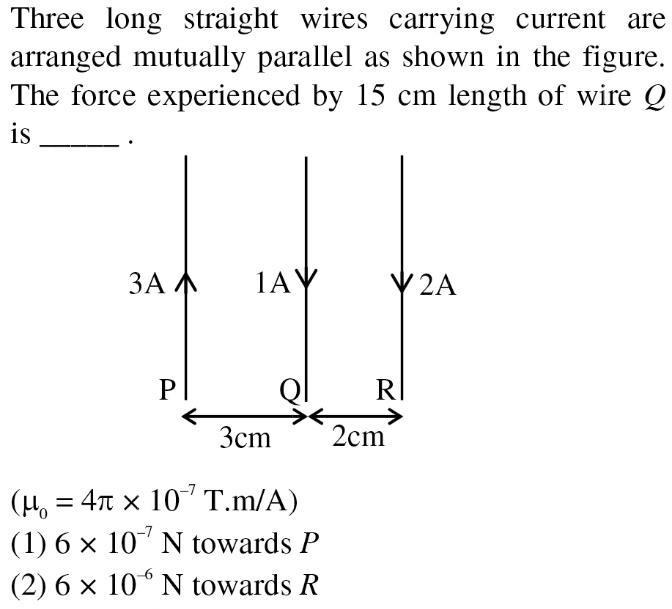 Three long straight wires carrying current are
arranged mutually parallel as shown in the figure.
The force experienced by 15 cm length of wire Q
is _____ .
3A 1A 2A
P Q R
3cm 2cm
(μ₀ = 4π × 10⁻⁷ T.m/A)
(1) 6 × 10⁻⁷ N towards P
(2) 6 × 10⁻⁶ N towards R